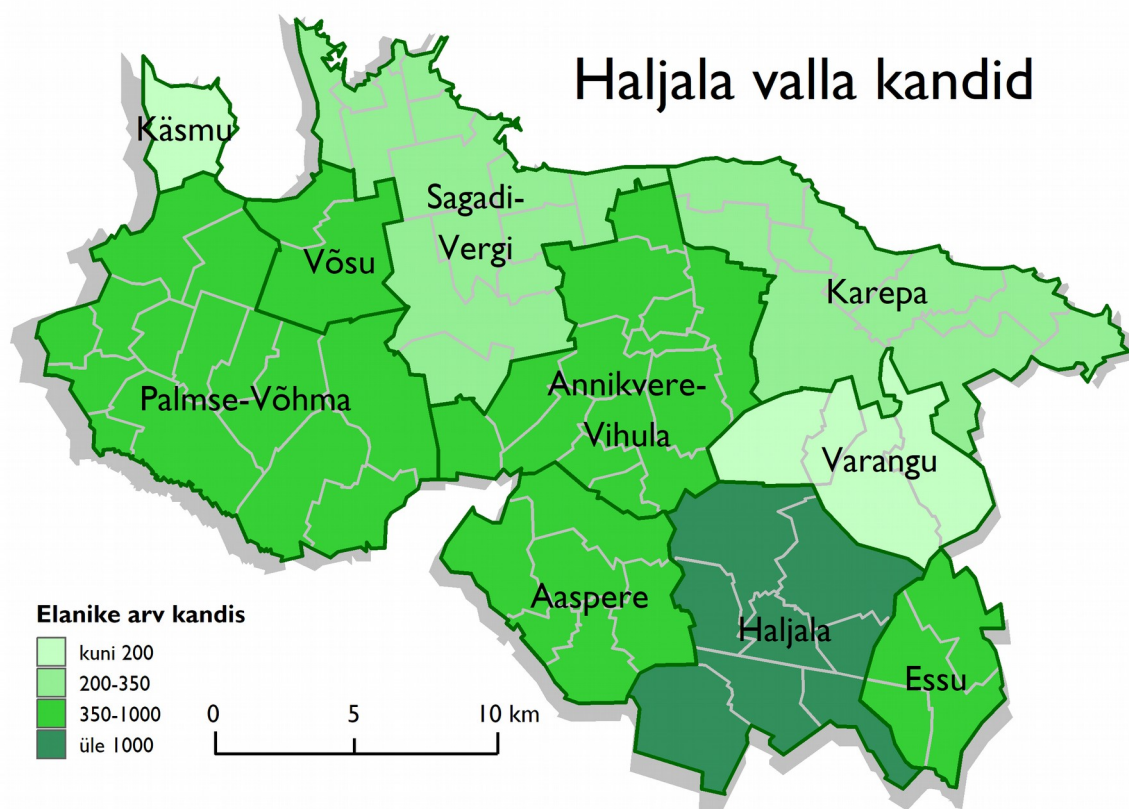 Haljala valla kandid
Käsmu
Sagadi-
Vergi
Võsu
Karepa
Palmse-Võhma
Annikvere-
Vihula
Varangu
Aaspere
Haljala
Essu
Elanike arv kandis
kuni 200
200-350
350-1000
üle 1000
0 5 10 km